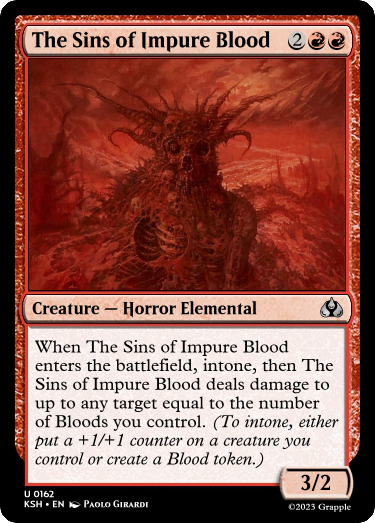 The Sins of Impure Blood 2
Creature — Horror Elemental
When The Sins of Impure Blood
enters the battlefield, intone, then The
Sins of Impure Blood deals damage to
up to any target equal to the number
of Bloods you control. (To intone, either
put a +1/+1 counter on a creature you
control or create a Blood token.)
3/2
U 0162
KSH • EN Paolo Girardi
©2023 Grapple